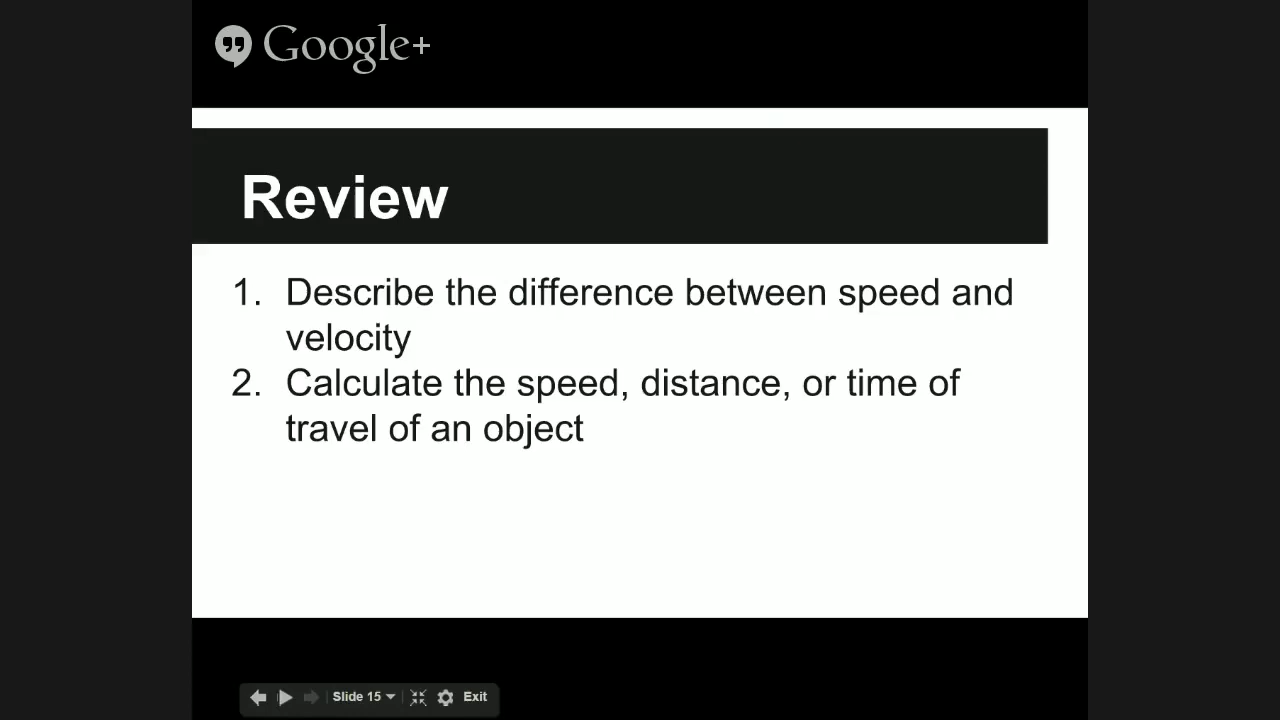 Google+
Review
1. Describe the difference between speed and
velocity
2. Calculate the speed, distance, or time of
travel of an object
Slide 15 Exit